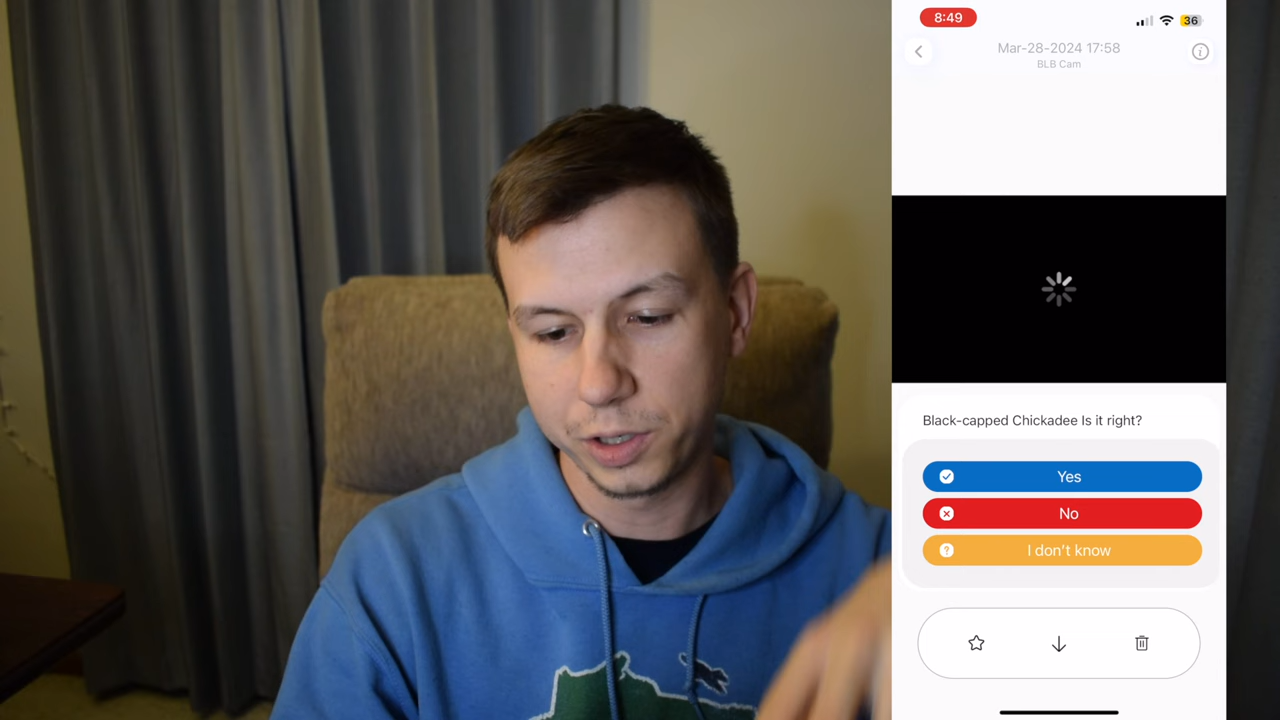 8:49
36
Mar-28-2024 17:58
BLB Cam
Black-capped Chickadee Is it right?
Yes
No
I don't know